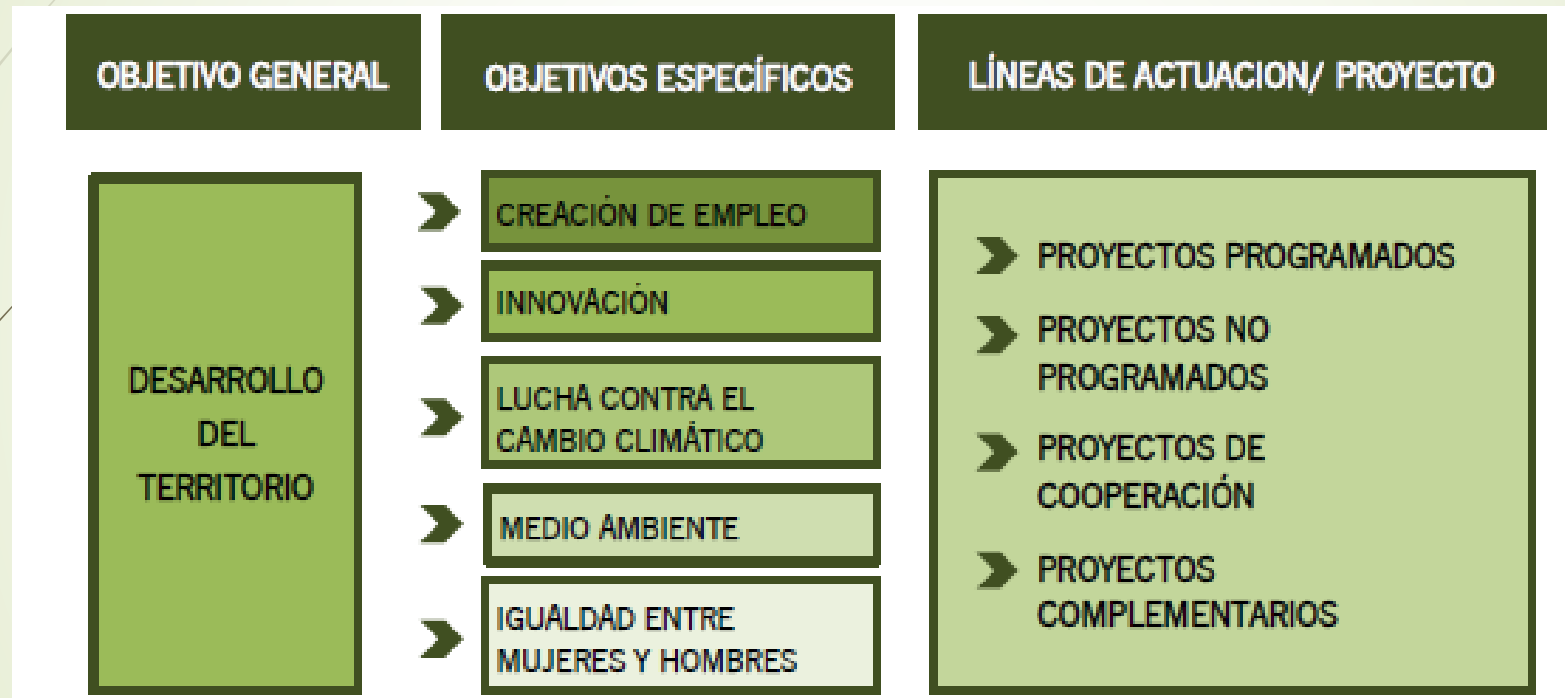 OBJETIVO GENERAL
OBJETIVOS ESPECÍFICOS
LÍNEAS DE ACTUACION/ PROYECTO
DESARROLLO
DEL
TERRITORIO
CREACIÓN DE EMPLEO
INNOVACIÓN
LUCHA CONTRA EL
CAMBIO CLIMÁTICO
MEDIO AMBIENTE
IGUALDAD ENTRE
MUJERES Y HOMBRES
PROYECTOS PROGRAMADOS
PROYECTOS NO
PROGRAMADOS
PROYECTOS DE
COOPERACIÓN
PROYECTOS
COMPLEMENTARIOS